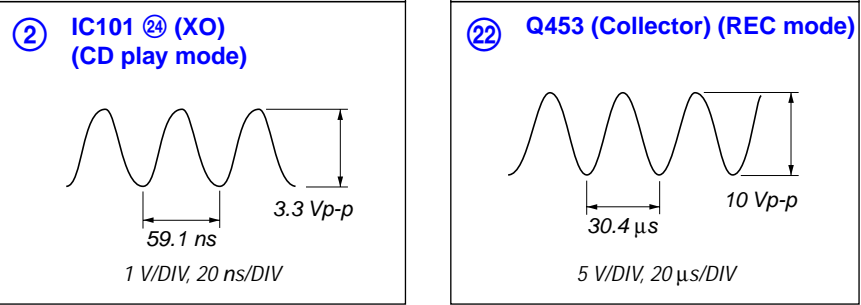 ② IC101 ㉔ (XO)
(CD play mode)
3.3 Vp-p
59.1 ns
1 V/DIV, 20 ns/DIV
㉒ Q453 (Collector) (REC mode)
10 Vp-p
30.4 µs
5 V/DIV, 20 µs/DIV